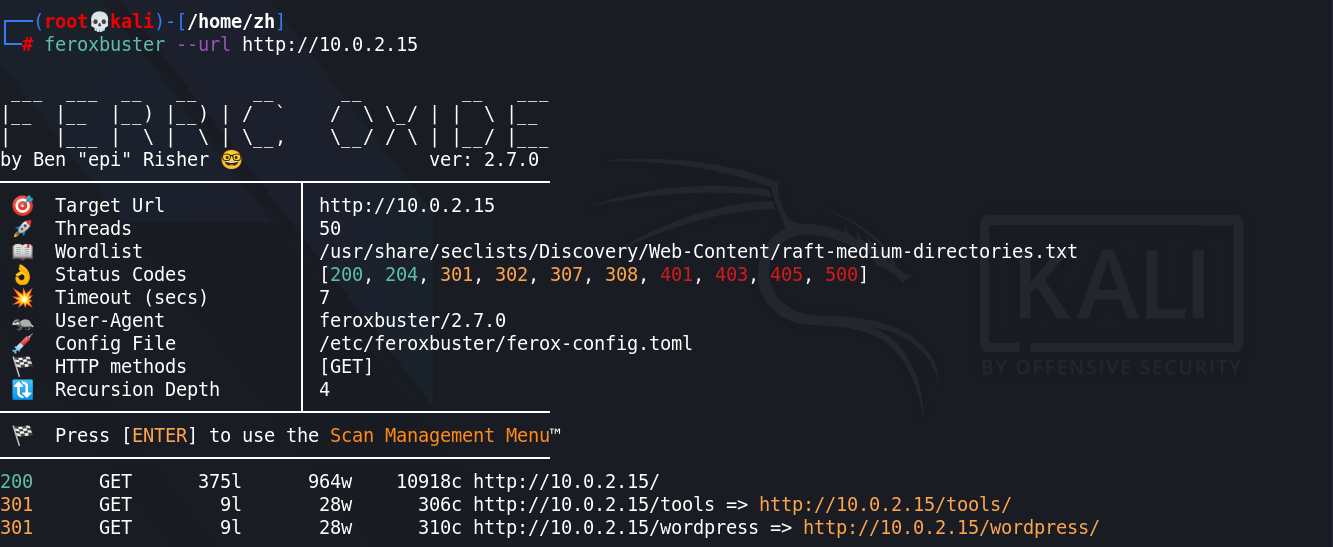 ┌──(root💀kali)-[/home/zh]
└─# feroxbuster --url http://10.0.2.15
 ___  ___  __   __     __      __         __   ___
|__  |__  |__) |__) | /  `    /  \ \_/ | |  \ |__
|    |___ |  \ |  \ | \__,    \__/ / \ | |__/ |___
by Ben "epi" Risher 🤓                 ver: 2.7.0
🎯  Target Url            │ http://10.0.2.15
🚀  Threads               │ 50
📖  Wordlist              │ /usr/share/seclists/Discovery/Web-Content/raft-medium-directories.txt
👌  Status Codes          │ [200, 204, 301, 302, 307, 308, 401, 403, 405, 500]
💥  Timeout (secs)        │ 7
🦡  User-Agent            │ feroxbuster/2.7.0
💉  Config File           │ /etc/feroxbuster/ferox-config.toml
🏁  HTTP methods          │ [GET]
🔃  Recursion Depth       │ 4
🏁  Press [ENTER] to use the Scan Management Menu™
200      GET      375l      964w    10918c http://10.0.2.15/
301      GET        9l       28w      306c http://10.0.2.15/tools => http://10.0.2.15/tools/
301      GET        9l       28w      310c http://10.0.2.15/wordpress => http://10.0.2.15/wordpress/
KALI
BY OFFENSIVE SECURITY